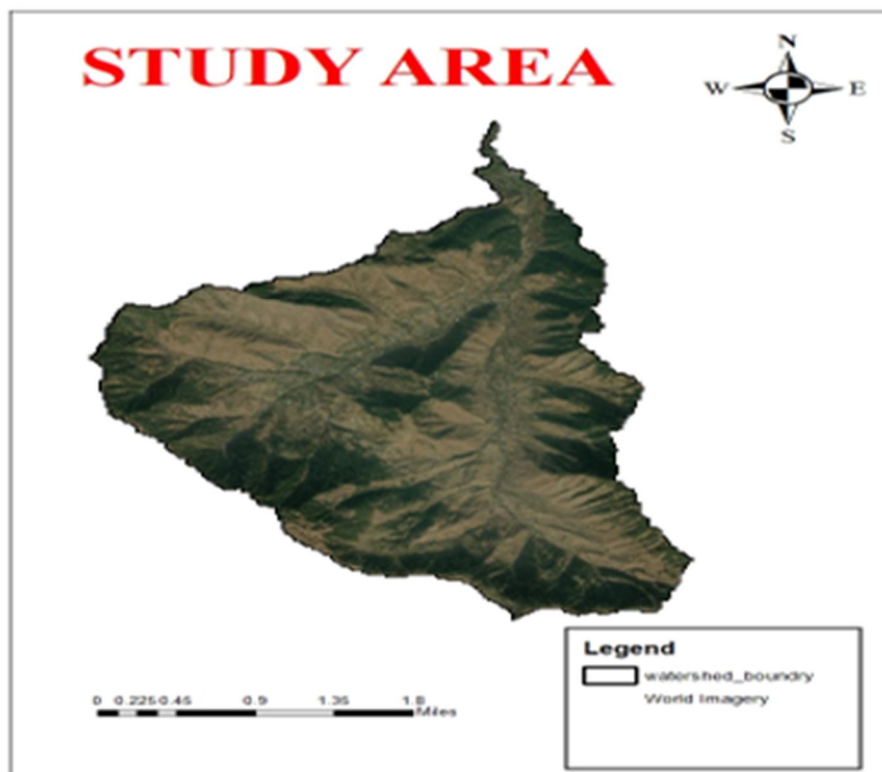 STUDY AREA
N
W E
S
Legend
watershed_boundry
World Imagery
0 0.225 0.45 0.9 1.35 1.8
Miles